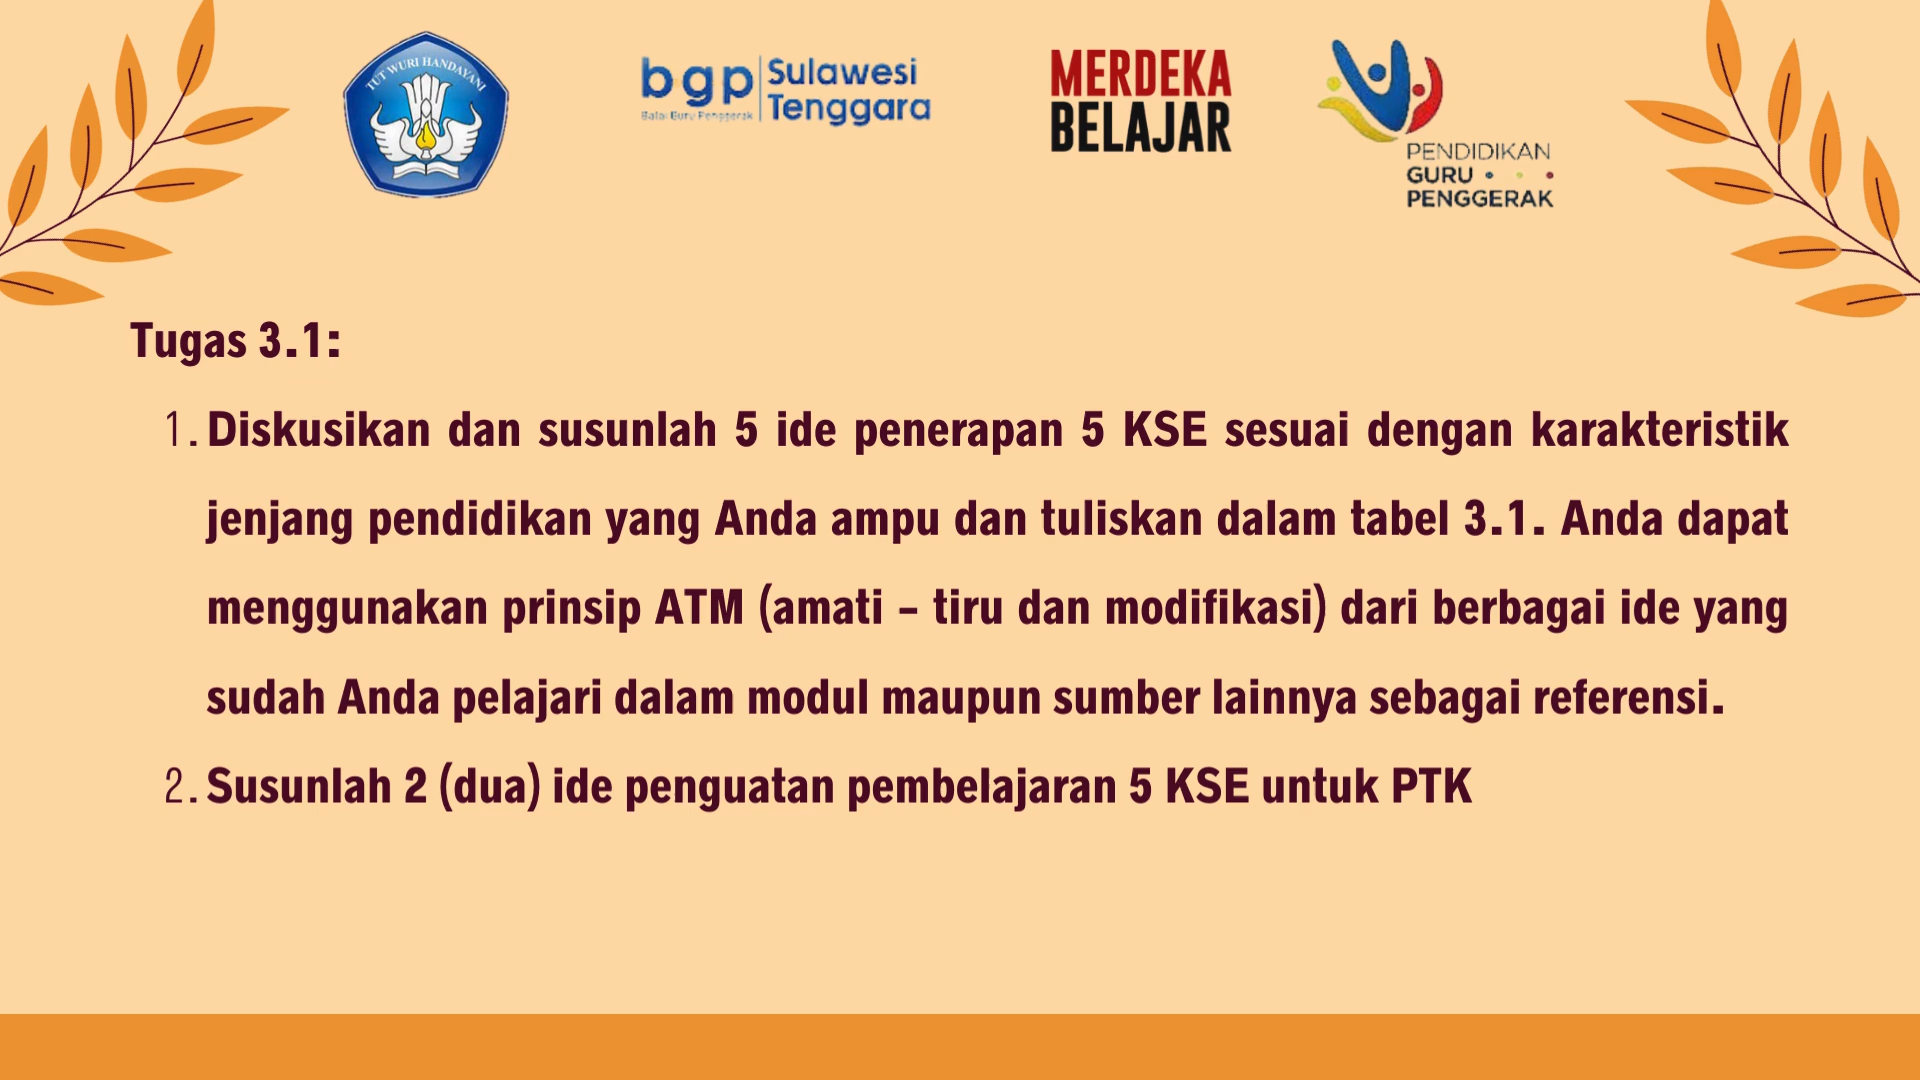 TUT WURI HANDAYANI
bgp
Balai Guru Penggerak
Sulawesi
Tenggara
MERDEKA
BELAJAR
PENDIDIKAN
GURU
PENGGERAK
Tugas 3.1:
1. Diskusikan dan susunlah 5 ide penerapan 5 KSE sesuai dengan karakteristik
jenjang pendidikan yang Anda ampu dan tuliskan dalam tabel 3.1. Anda dapat
menggunakan prinsip ATM (amati – tiru dan modifikasi) dari berbagai ide yang
sudah Anda pelajari dalam modul maupun sumber lainnya sebagai referensi.
2. Susunlah 2 (dua) ide penguatan pembelajaran 5 KSE untuk PTK